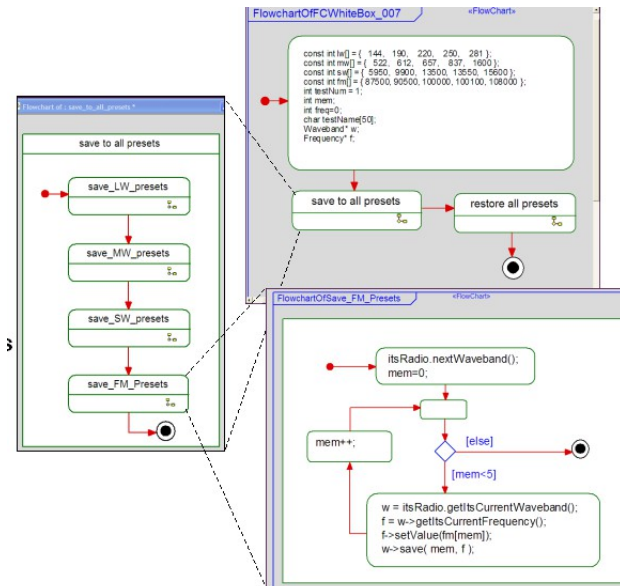 FlowchartOfFCWhiteBox_007
«FlowChart»
const int lw[] = { 144, 190, 220, 250, 281 };
const int mw[] = { 522, 612, 657, 837, 1600 };
const int sw[] = { 5950, 9900, 13500, 13550, 15600 };
const int fm[] = { 87500, 90500, 100000, 100100, 108000 };
int testNum = 1;
int mem;
int freq=0;
char testName[50];
Waveband* w;
Frequency* f;
save to all presets
restore all presets
Flowchart of : save_to_all_presets *
save to all presets
save_LW_presets
save_MW_presets
save_SW_presets
save_FM_Presets
FlowchartOfSave_FM_Presets
«FlowChart»
itsRadio.nextWaveband();
mem=0;
mem++;
[else]
[mem<5]
w = itsRadio.getItsCurrentWaveband();
f = w->getItsCurrentFrequency();
f->setValue(fm[mem]);
w->save( mem, f );